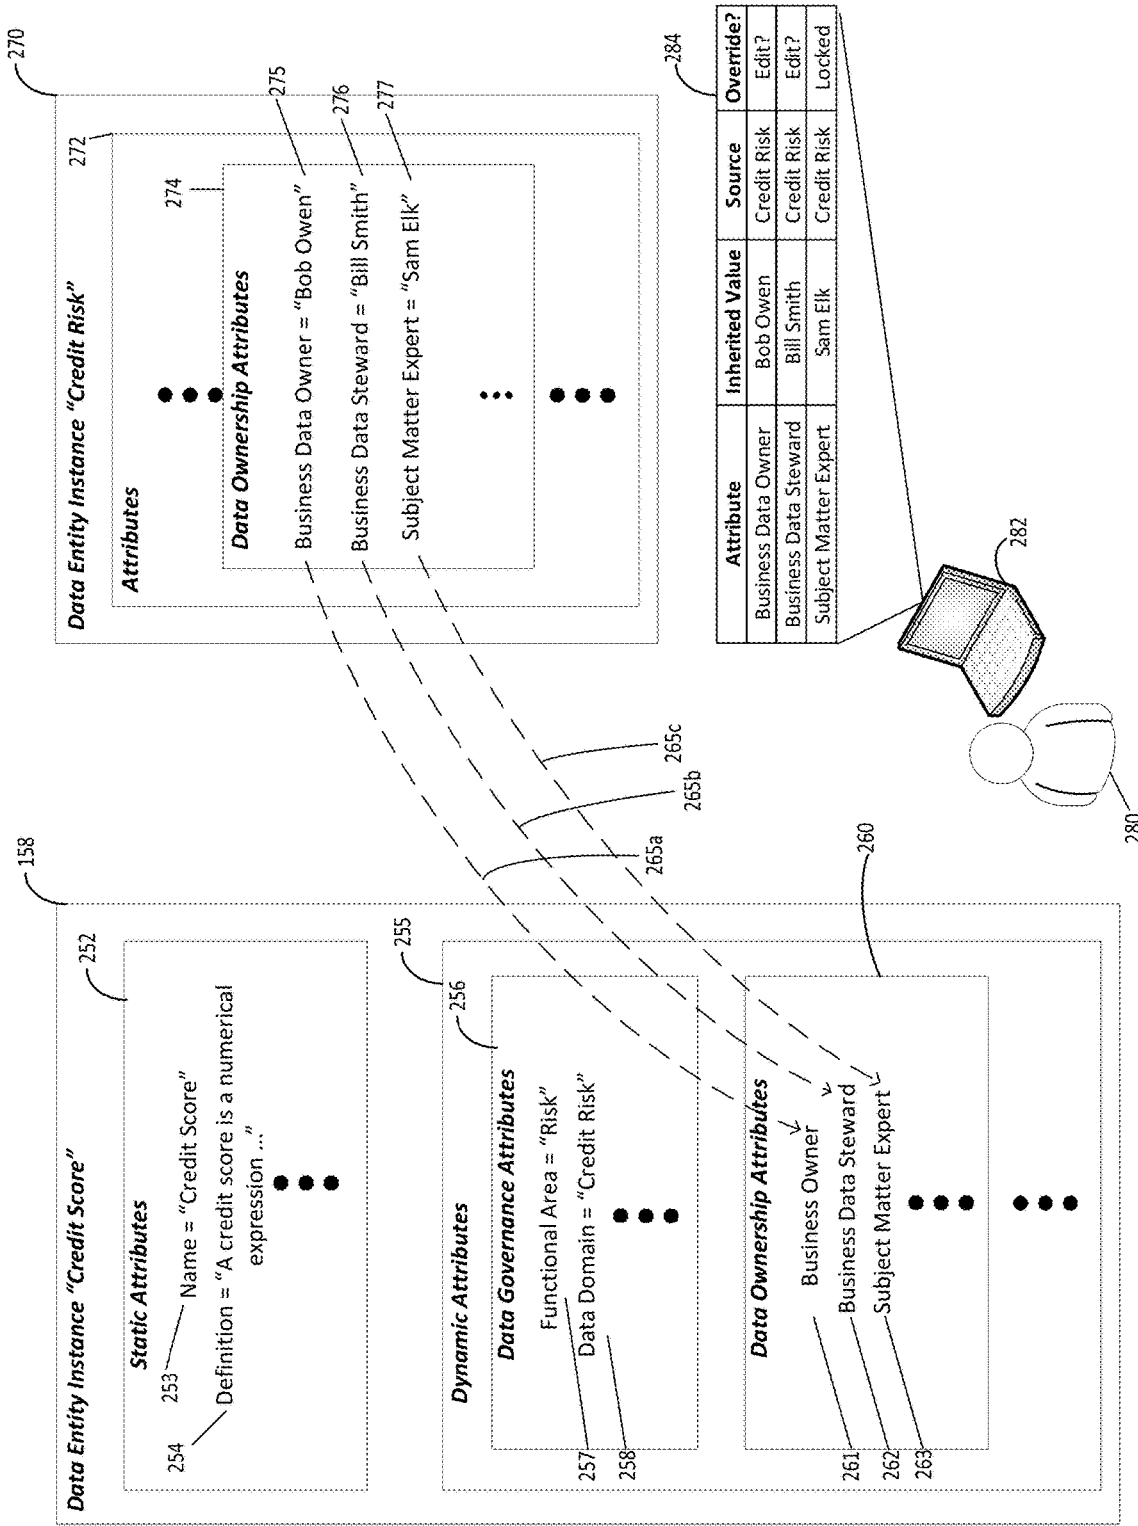 Data Entity Instance "Credit Score"
158
Static Attributes
252
253
Name = "Credit Score"
254
Definition = "A credit score is a numerical
expression ..."
Dynamic Attributes
255
Data Governance Attributes
256
Functional Area = "Risk"
257
Data Domain = "Credit Risk"
258
Data Ownership Attributes
260
Business Owner
261
Business Data Steward
262
Subject Matter Expert
263
265a
265b
265c
Data Entity Instance "Credit Risk"
270
Attributes
272
Data Ownership Attributes
274
Business Data Owner = "Bob Owen"
275
Business Data Steward = "Bill Smith"
276
Subject Matter Expert = "Sam Elk"
277
284
Attribute Inherited Value Source Override?
Business Data Owner Bob Owen Credit Risk Edit?
Business Data Steward Bill Smith Credit Risk Edit?
Subject Matter Expert Sam Elk Credit Risk Locked
282
280